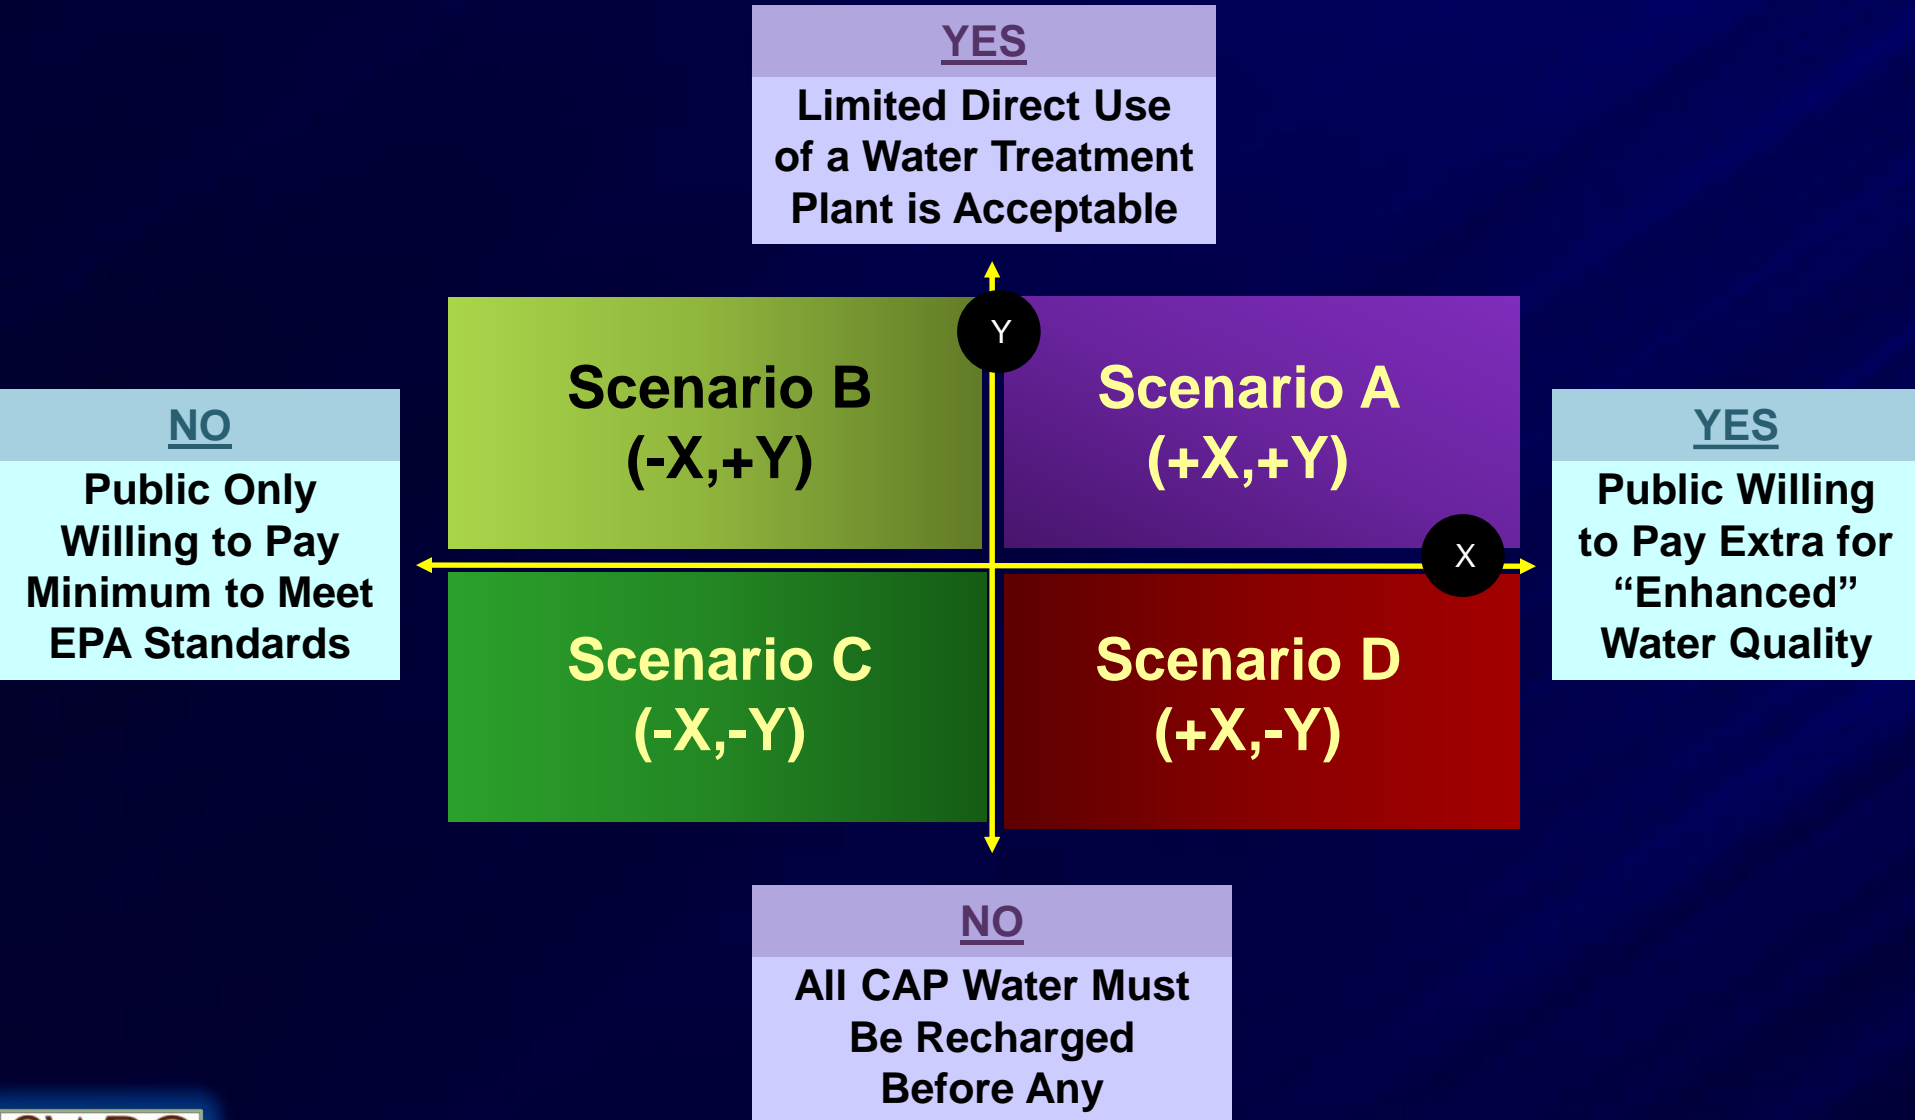 YES
Limited Direct Use
of a Water Treatment
Plant is Acceptable
Y
Scenario B
(-X,+Y)
Scenario A
(+X,+Y)
NO
Public Only
Willing to Pay
Minimum to Meet
EPA Standards
YES
Public Willing
to Pay Extra for
“Enhanced”
Water Quality
X
Scenario C
(-X,-Y)
Scenario D
(+X,-Y)
NO
All CAP Water Must
Be Recharged
Before Any